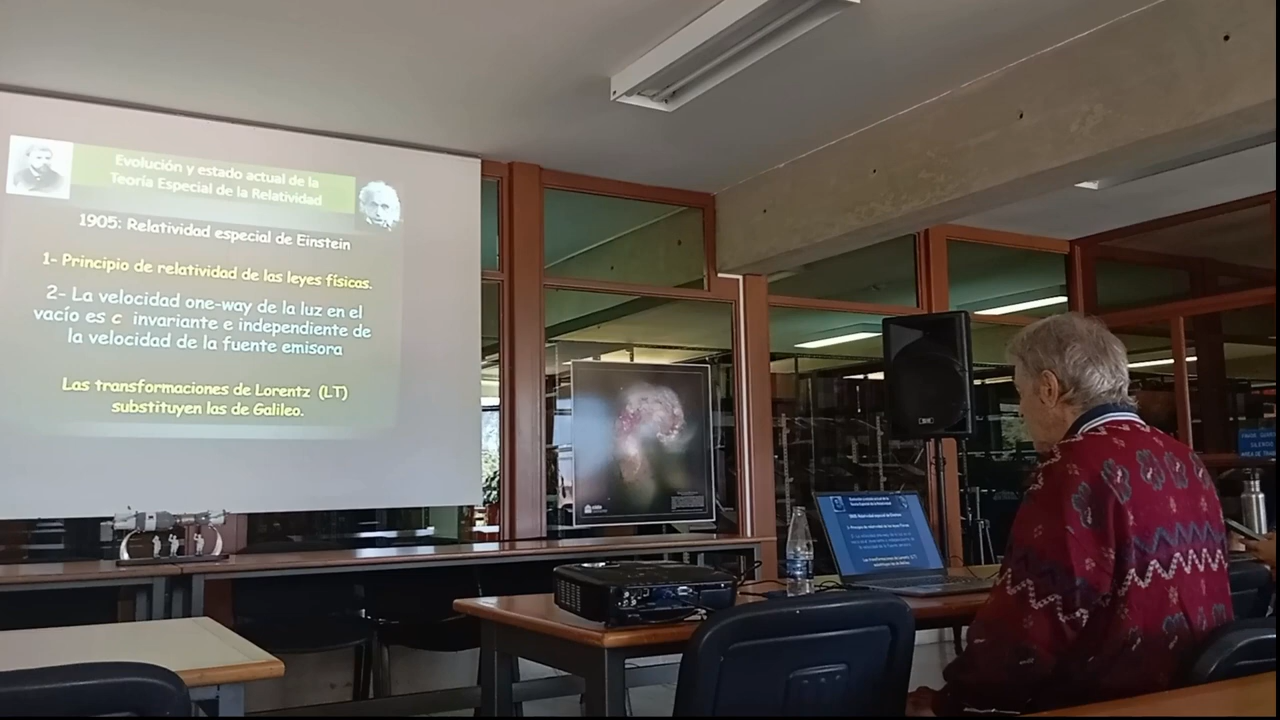 Evolución y estado actual de la
Teoría Especial de la Relatividad
1905: Relatividad especial de Einstein
1- Principio de relatividad de las leyes físicas.
2- La velocidad one-way de la luz en el
vacío es c invariante e independiente de
la velocidad de la fuente emisora
Las transformaciones de Lorentz (LT)
substituyen las de Galileo.